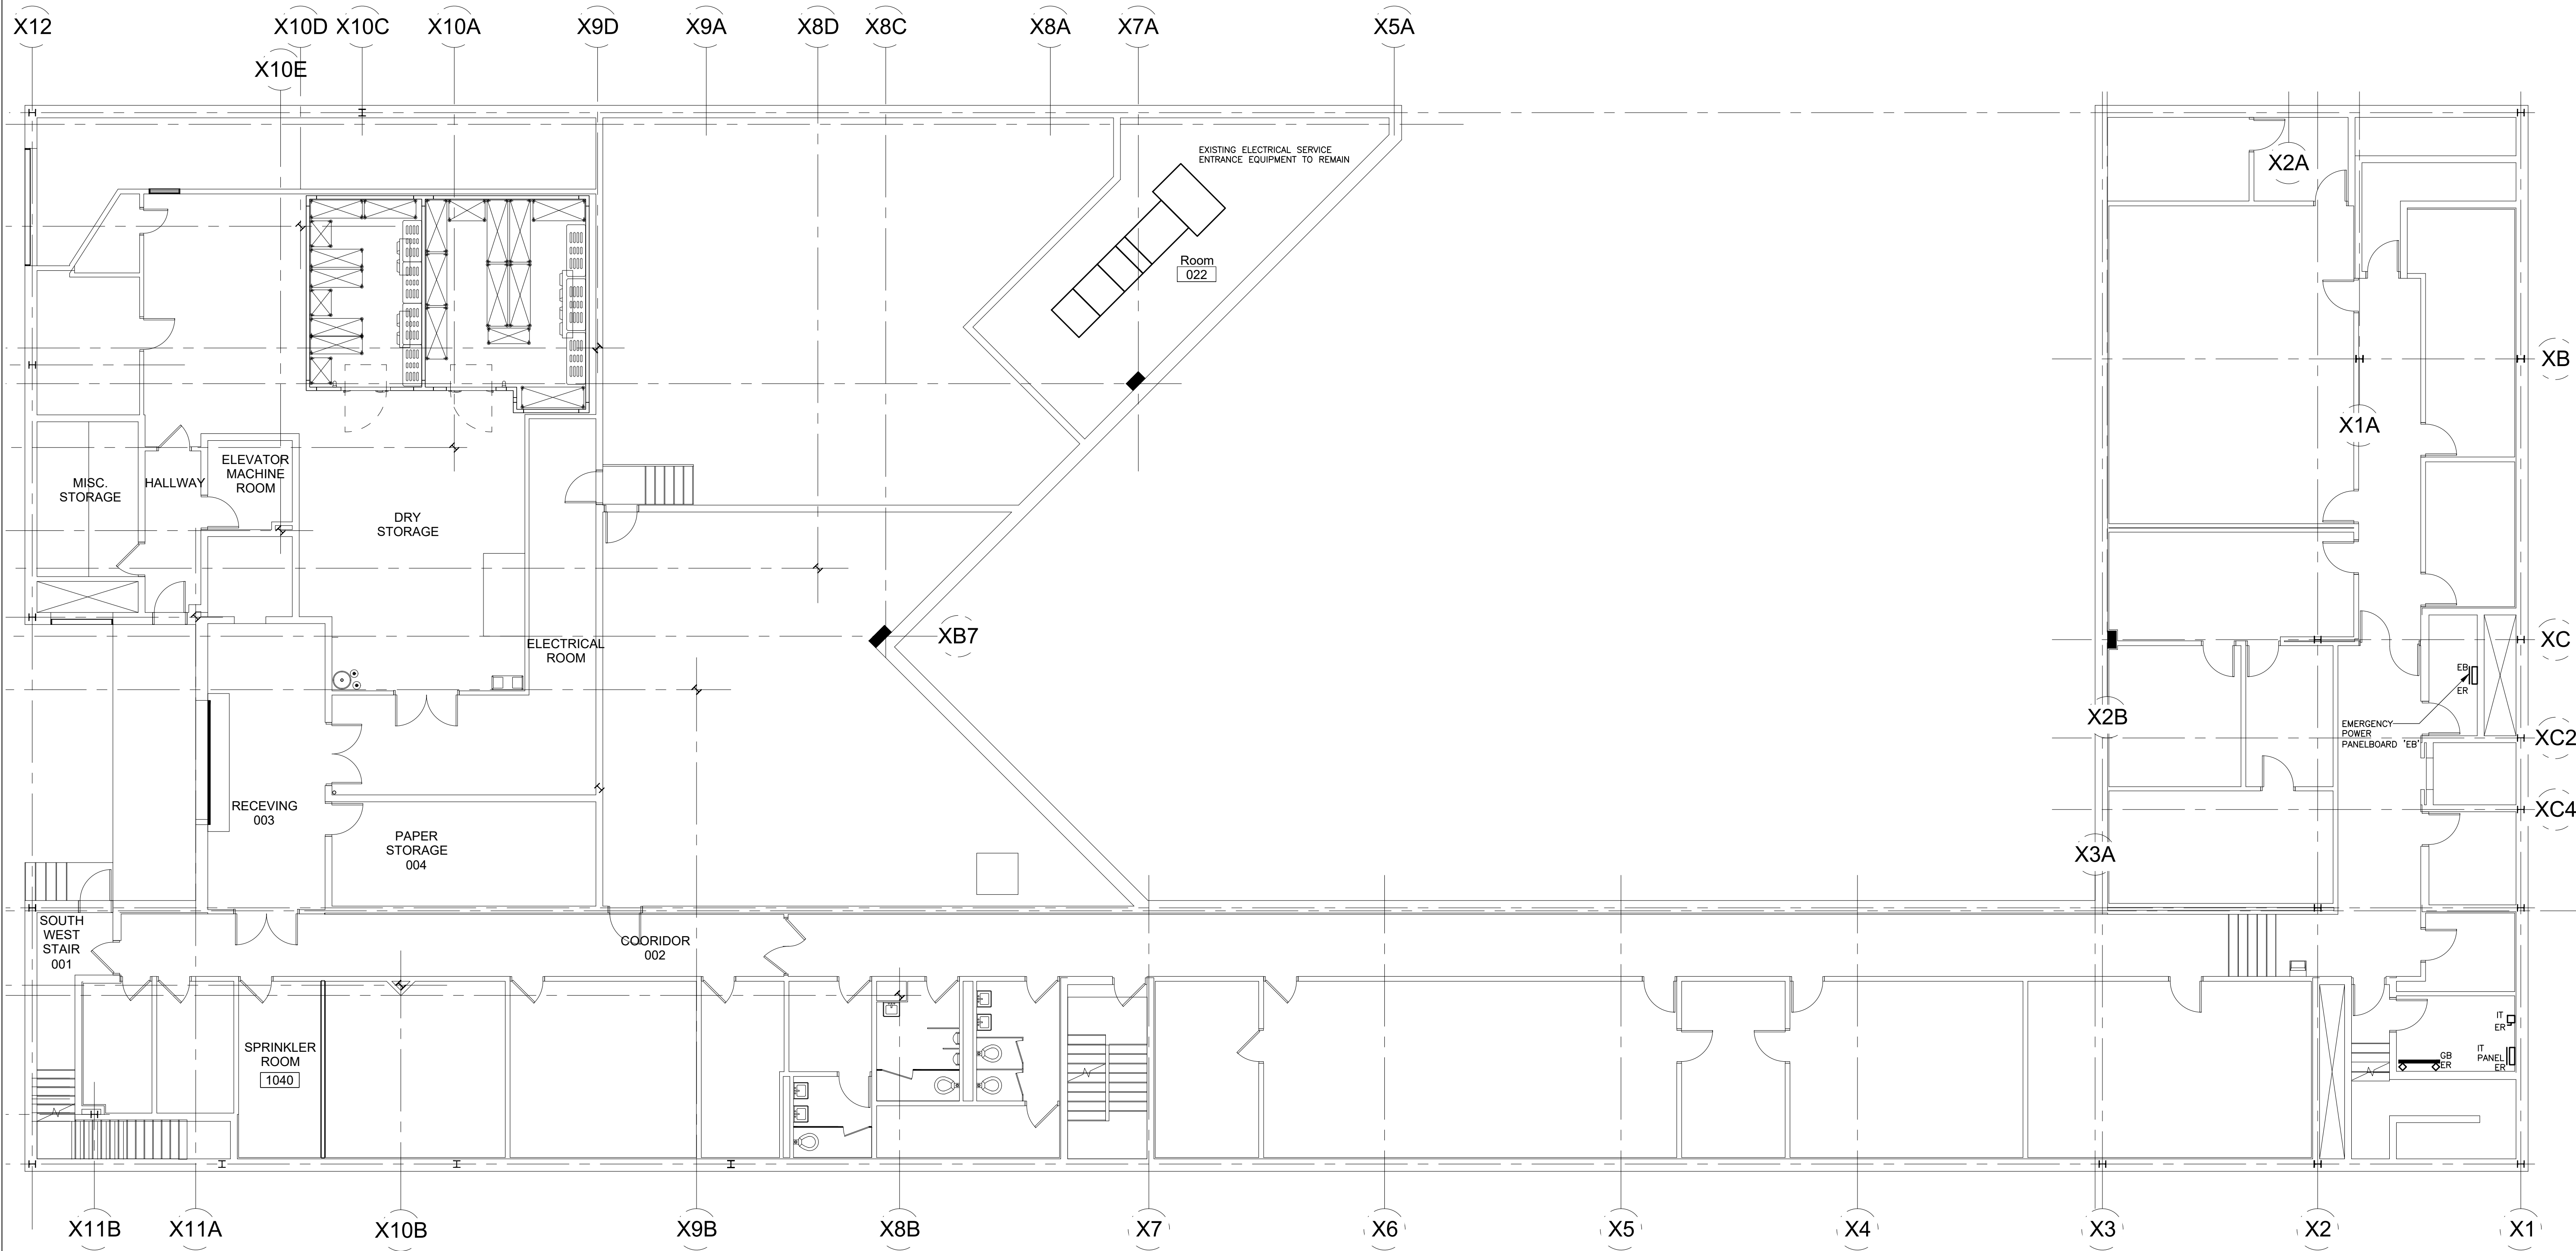 X12
X10D
X10C
X10A
X9D
X9A
X8D
X8C
X8A
X7A
X5A
X10E
EXISTING ELECTRICAL SERVICE
ENTRANCE EQUIPMENT TO REMAIN
X2A
Room
022
XB
X1A
MISC.
STORAGE
HALLWAY
ELEVATOR
MACHINE
ROOM
DRY
STORAGE
ELECTRICAL
ROOM
XB7
XC
EB
ER
X2B
EMERGENCY
POWER
PANELBOARD 'EB'
XC2
RECEVING
003
XC4
PAPER
STORAGE
004
X3A
SOUTH
WEST
STAIR
001
COORIDOR
002
SPRINKLER
ROOM
1040
IT
ER
GB
ER
IT
PANEL
ER
X11B
X11A
X10B
X9B
X8B
X7
X6
X5
X4
X3
X2
X1